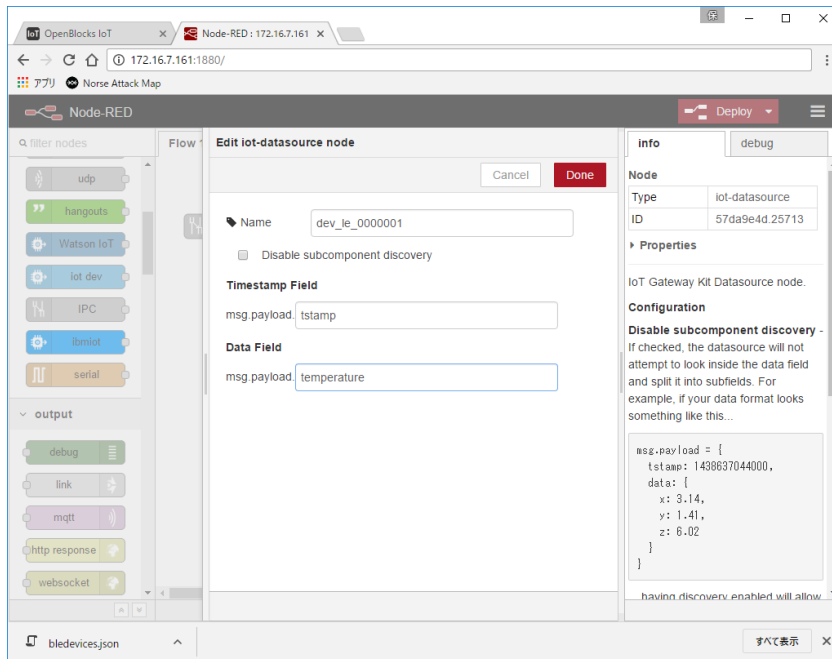 保
IoT OpenBlocks IoT
Node-RED : 172.16.7.161
172.16.7.161:1880/
アプリ
Norse Attack Map
Node-RED
Deploy
filter nodes
Flow
Edit iot-datasource node
info
debug
Cancel
Done
udp
hangouts
Watson IoT
Iot dev
IPC
ibmiot
serial
output
debug
link
mqtt
http response
websocket
Name
dev_le_0000001
Disable subcomponent discovery
Timestamp Field
msg.payload.
tstamp
Data Field
msg.payload.
temperature
Node
Type
iot-datasource
ID
57da9e4d.25713
Properties
IoT Gateway Kit Datasource node.
Configuration
Disable subcomponent discovery -
If checked, the datasource will not
attempt to look inside the data field
and split it into subfields. For
example, if your data format looks
something like this...
msg.payload = {
tstamp: 1438637044000,
data: {
x: 3.14,
y: 1.41,
z: 6.02
}
}
...having discovery enabled will allow
bledevices.json
すべて表示